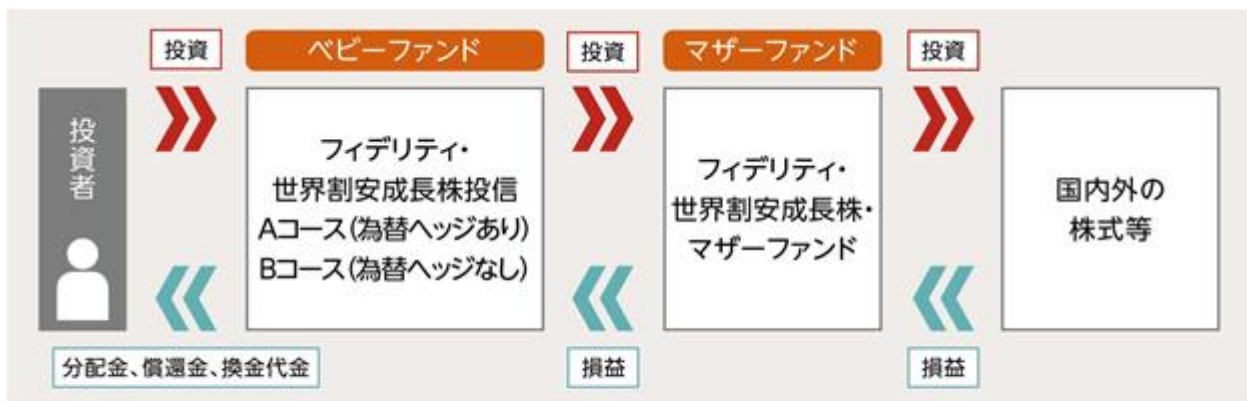 投資
ベビーファンド
投資
マザーファンド
投資
投資者
フィデリティ・
世界割安成長株投信
Aコース(為替ヘッジあり)
Bコース(為替ヘッジなし)
フィデリティ・
世界割安成長株・
マザーファンド
国内外の
株式等
分配金、償還金、換金代金
損益
損益